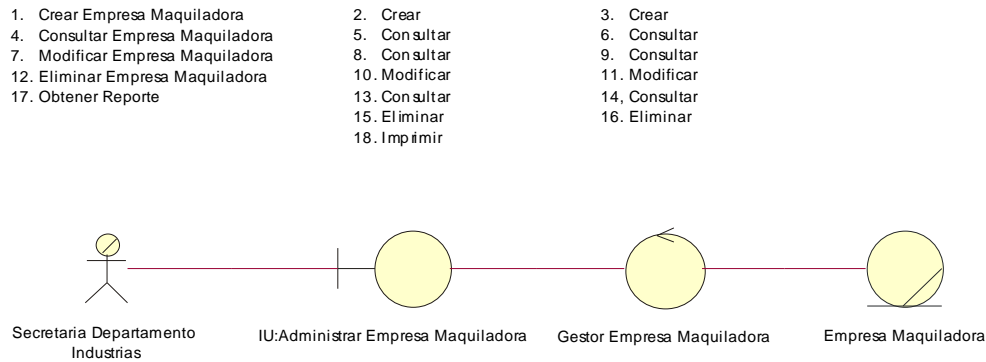 1. Crear Empresa Maquiladora
4. Consultar Empresa Maquiladora
7. Modificar Empresa Maquiladora
12. Eliminar Empresa Maquiladora
17. Obtener Reporte
2. Crear
5. Consultar
8. Consultar
10. Modificar
13. Consultar
15. Eliminar
18. Imprimir
3. Crear
6. Consultar
9. Consultar
11. Modificar
14, Consultar
16. Eliminar
Secretaria Departamento
Industrias
IU:Administrar Empresa Maquiladora
Gestor Empresa Maquiladora
Empresa Maquiladora